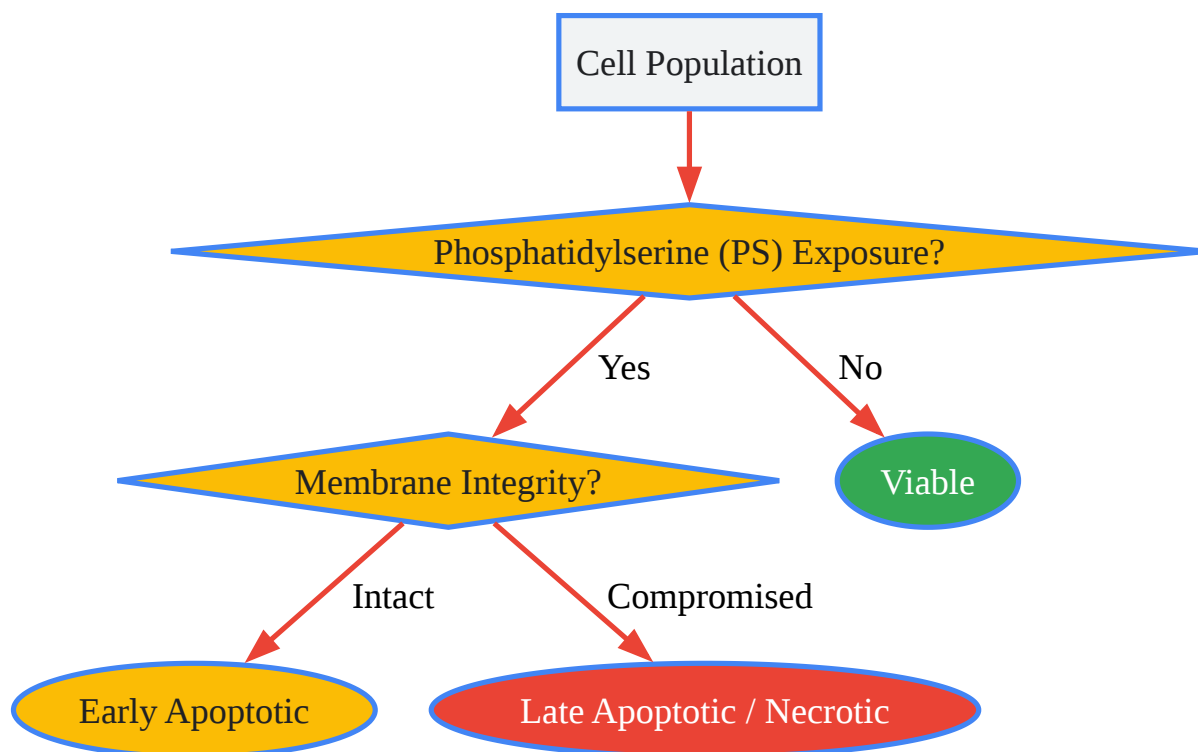 Cell Population
Phosphatidylserine (PS) Exposure?
Yes
No
Membrane Integrity?
Viable
Intact
Compromised
Early Apoptotic
Late Apoptotic / Necrotic